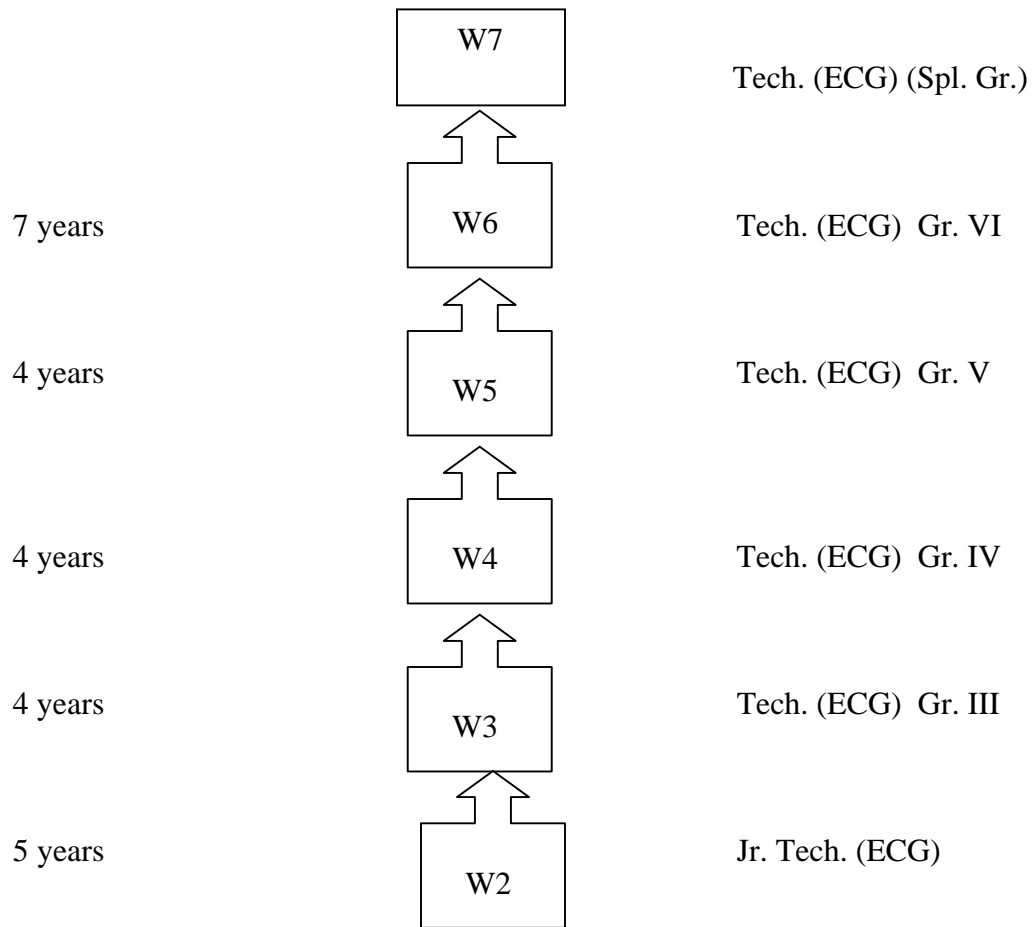 W7
Tech. (ECG) (Spl. Gr.)
7 years W6 Tech. (ECG) Gr. VI
4 years W5 Tech. (ECG) Gr. V
4 years W4 Tech. (ECG) Gr. IV
4 years W3 Tech. (ECG) Gr. III
5 years W2 Jr. Tech. (ECG)